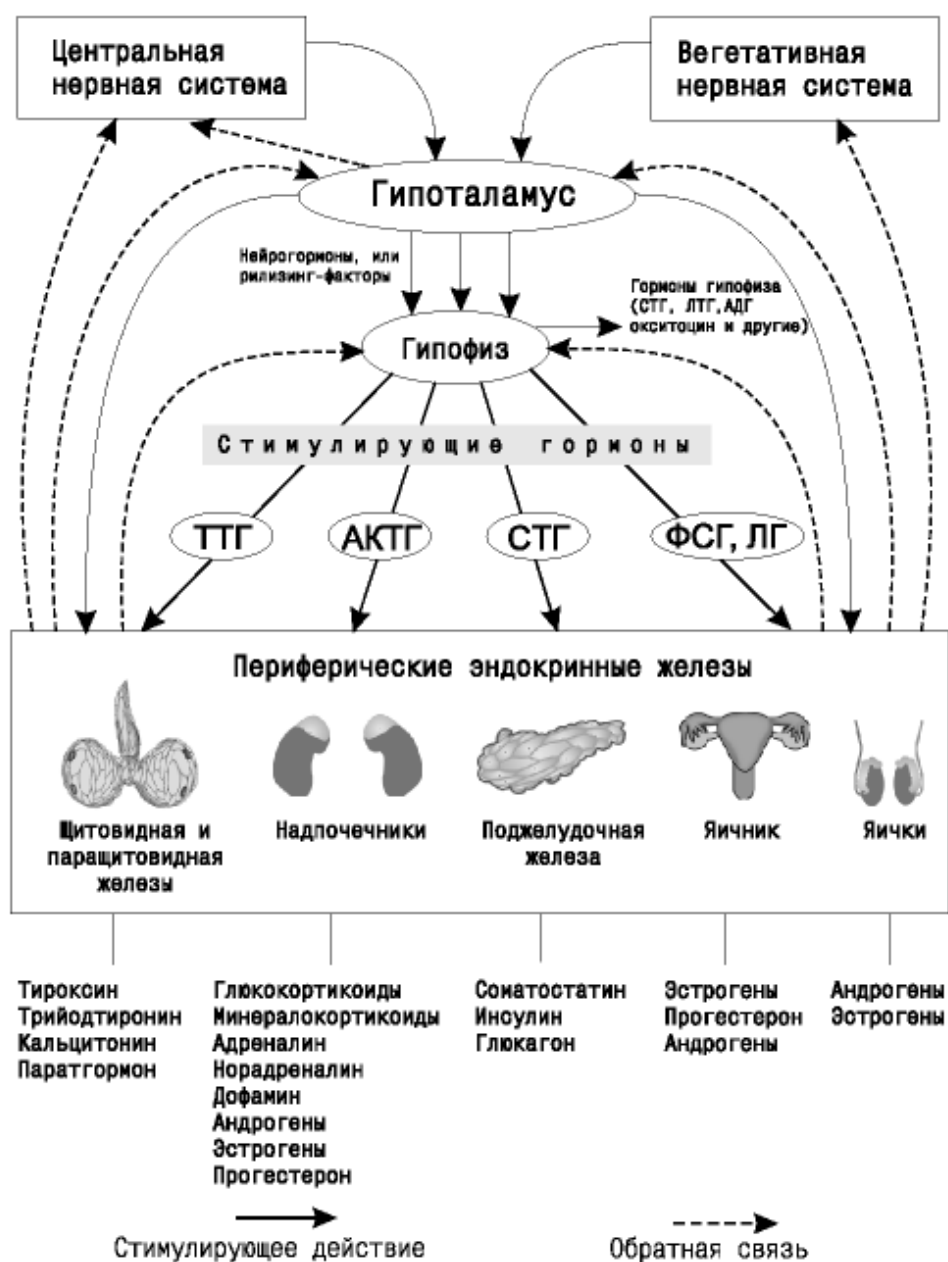 Центральная
нервная система
Вегетативная
нервная система
Гипоталамус
Нейрогормоны, или
рилизинг-факторы
Гормоны гипофиза
(СТГ, ЛТГ,АДГ
окситоцин и другие)
Гипофиз
Стимулирующие гормоны
ТТГ
АКТГ
СТГ
ФСГ, ЛГ
Периферические эндокринные железы
Щитовидная и
паращитовидная
железы
Надпочечники
Поджелудочная
железа
Яичник
Яички
Тироксин
Трийодтиронин
Кальцитонин
Паратгормон
Глюкокортикоиды
Минералокортикоиды
Адреналин
Норадреналин
Дофамин
Андрогены
Эстрогены
Прогестерон
Соматостатин
Инсулин
Глюкагон
Эстрогены
Прогестерон
Андрогены
Андрогены
Эстрогены
Стимулирующее действие
Обратная связь